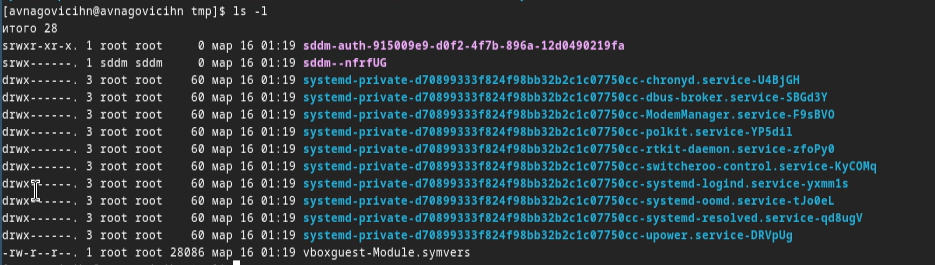 [avnagovicihn@avnagovicihn tmp]$ ls -l
итого 28
srwxr-xr-x. 1 root root     0 мар 16 01:19 sddm-auth-915009e9-d0f2-4f7b-896a-12d0490219fa
srwx------. 1 sddm sddm     0 мар 16 01:19 sddm--nfrfUG
drwx------. 3 root root    60 мар 16 01:19 systemd-private-d70899333f824f98bb32b2c1c07750cc-chronyd.service-U4BjGH
drwx------. 3 root root    60 мар 16 01:19 systemd-private-d70899333f824f98bb32b2c1c07750cc-dbus-broker.service-SBGd3Y
drwx------. 3 root root    60 мар 16 01:19 systemd-private-d70899333f824f98bb32b2c1c07750cc-ModemManager.service-F9sBVO
drwx------. 3 root root    60 мар 16 01:19 systemd-private-d70899333f824f98bb32b2c1c07750cc-polkit.service-YP5dil
drwx------. 3 root root    60 мар 16 01:19 systemd-private-d70899333f824f98bb32b2c1c07750cc-rtkit-daemon.service-zfoPy0
drwx------. 3 root root    60 мар 16 01:19 systemd-private-d70899333f824f98bb32b2c1c07750cc-switcheroo-control.service-KyCOMq
drwx------. 3 root root    60 мар 16 01:19 systemd-private-d70899333f824f98bb32b2c1c07750cc-systemd-logind.service-yxmm1s
drwx------. 3 root root    60 мар 16 01:19 systemd-private-d70899333f824f98bb32b2c1c07750cc-systemd-oomd.service-tJo0eL
drwx------. 3 root root    60 мар 16 01:19 systemd-private-d70899333f824f98bb32b2c1c07750cc-systemd-resolved.service-qd8ugV
drwx------. 3 root root    60 мар 16 01:19 systemd-private-d70899333f824f98bb32b2c1c07750cc-upower.service-DRVpUg
-rw-r--r--. 1 root root 28086 мар 16 01:19 vboxguest-Module.symvers